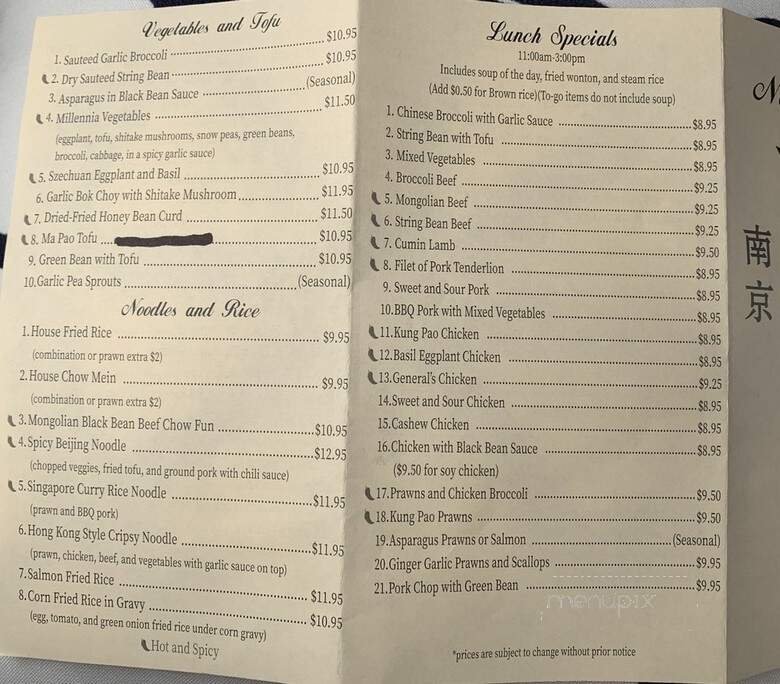 Vegetables and Tofu
1. Sauteed Garlic Broccoli $10.95
2. Dry Sauteed String Bean $10.95
3. Asparagus in Black Bean Sauce (Seasonal)
4. Millennia Vegetables $11.50
(eggplant, tofu, shitake mushrooms, snow peas, green beans,
broccoli, cabbage, in a spicy garlic sauce)
5. Szechuan Eggplant and Basil $10.95
6. Garlic Bok Choy with Shitake Mushroom $11.95
7. Dried-Fried Honey Bean Curd $11.50
8. Ma Pao Tofu $10.95
9. Green Bean with Tofu $10.95
10.Garlic Pea Sprouts (Seasonal)
Noodles and Rice
1.House Fried Rice $9.95
(combination or prawn extra $2)
2.House Chow Mein $9.95
(combination or prawn extra $2)
3.Mongolian Black Bean Beef Chow Fun $10.95
4.Spicy Beijing Noodle $12.95
(chopped veggies, fried tofu, and ground pork with chili sauce)
5.Singapore Curry Rice Noodle $11.95
(prawn and BBQ pork)
6.Hong Kong Style Cripsy Noodle $11.95
(prawn, chicken, beef, and vegetables with garlic sauce on top)
7.Salmon Fried Rice $11.95
8.Corn Fried Rice in Gravy $10.95
(egg, tomato, and green onion fried rice under corn gravy)
Hot and Spicy
Lunch Specials
11:00am-3:00pm
Includes soup of the day, fried wonton, and steam rice
(Add $0.50 for Brown rice)(To-go items do not include soup)
1. Chinese Broccoli with Garlic Sauce $8.95
2. String Bean with Tofu $8.95
3. Mixed Vegetables $8.95
4. Broccoli Beef $9.25
5. Mongolian Beef $9.25
6. String Bean Beef $9.25
7. Cumin Lamb $9.50
8. Filet of Pork Tenderlion $8.95
9. Sweet and Sour Pork $8.95
10.BBQ Pork with Mixed Vegetables $8.95
11.Kung Pao Chicken $8.95
12.Basil Eggplant Chicken $8.95
13.General's Chicken $9.25
14.Sweet and Sour Chicken $8.95
15.Cashew Chicken $8.95
16.Chicken with Black Bean Sauce $8.95
($9.50 for soy chicken)
17.Prawns and Chicken Broccoli $9.50
18.Kung Pao Prawns $9.50
19.Asparagus Prawns or Salmon (Seasonal)
20.Ginger Garlic Prawns and Scallops $9.95
21.Pork Chop with Green Bean $9.95
menupix
*prices are subject to change without prior notice
南京